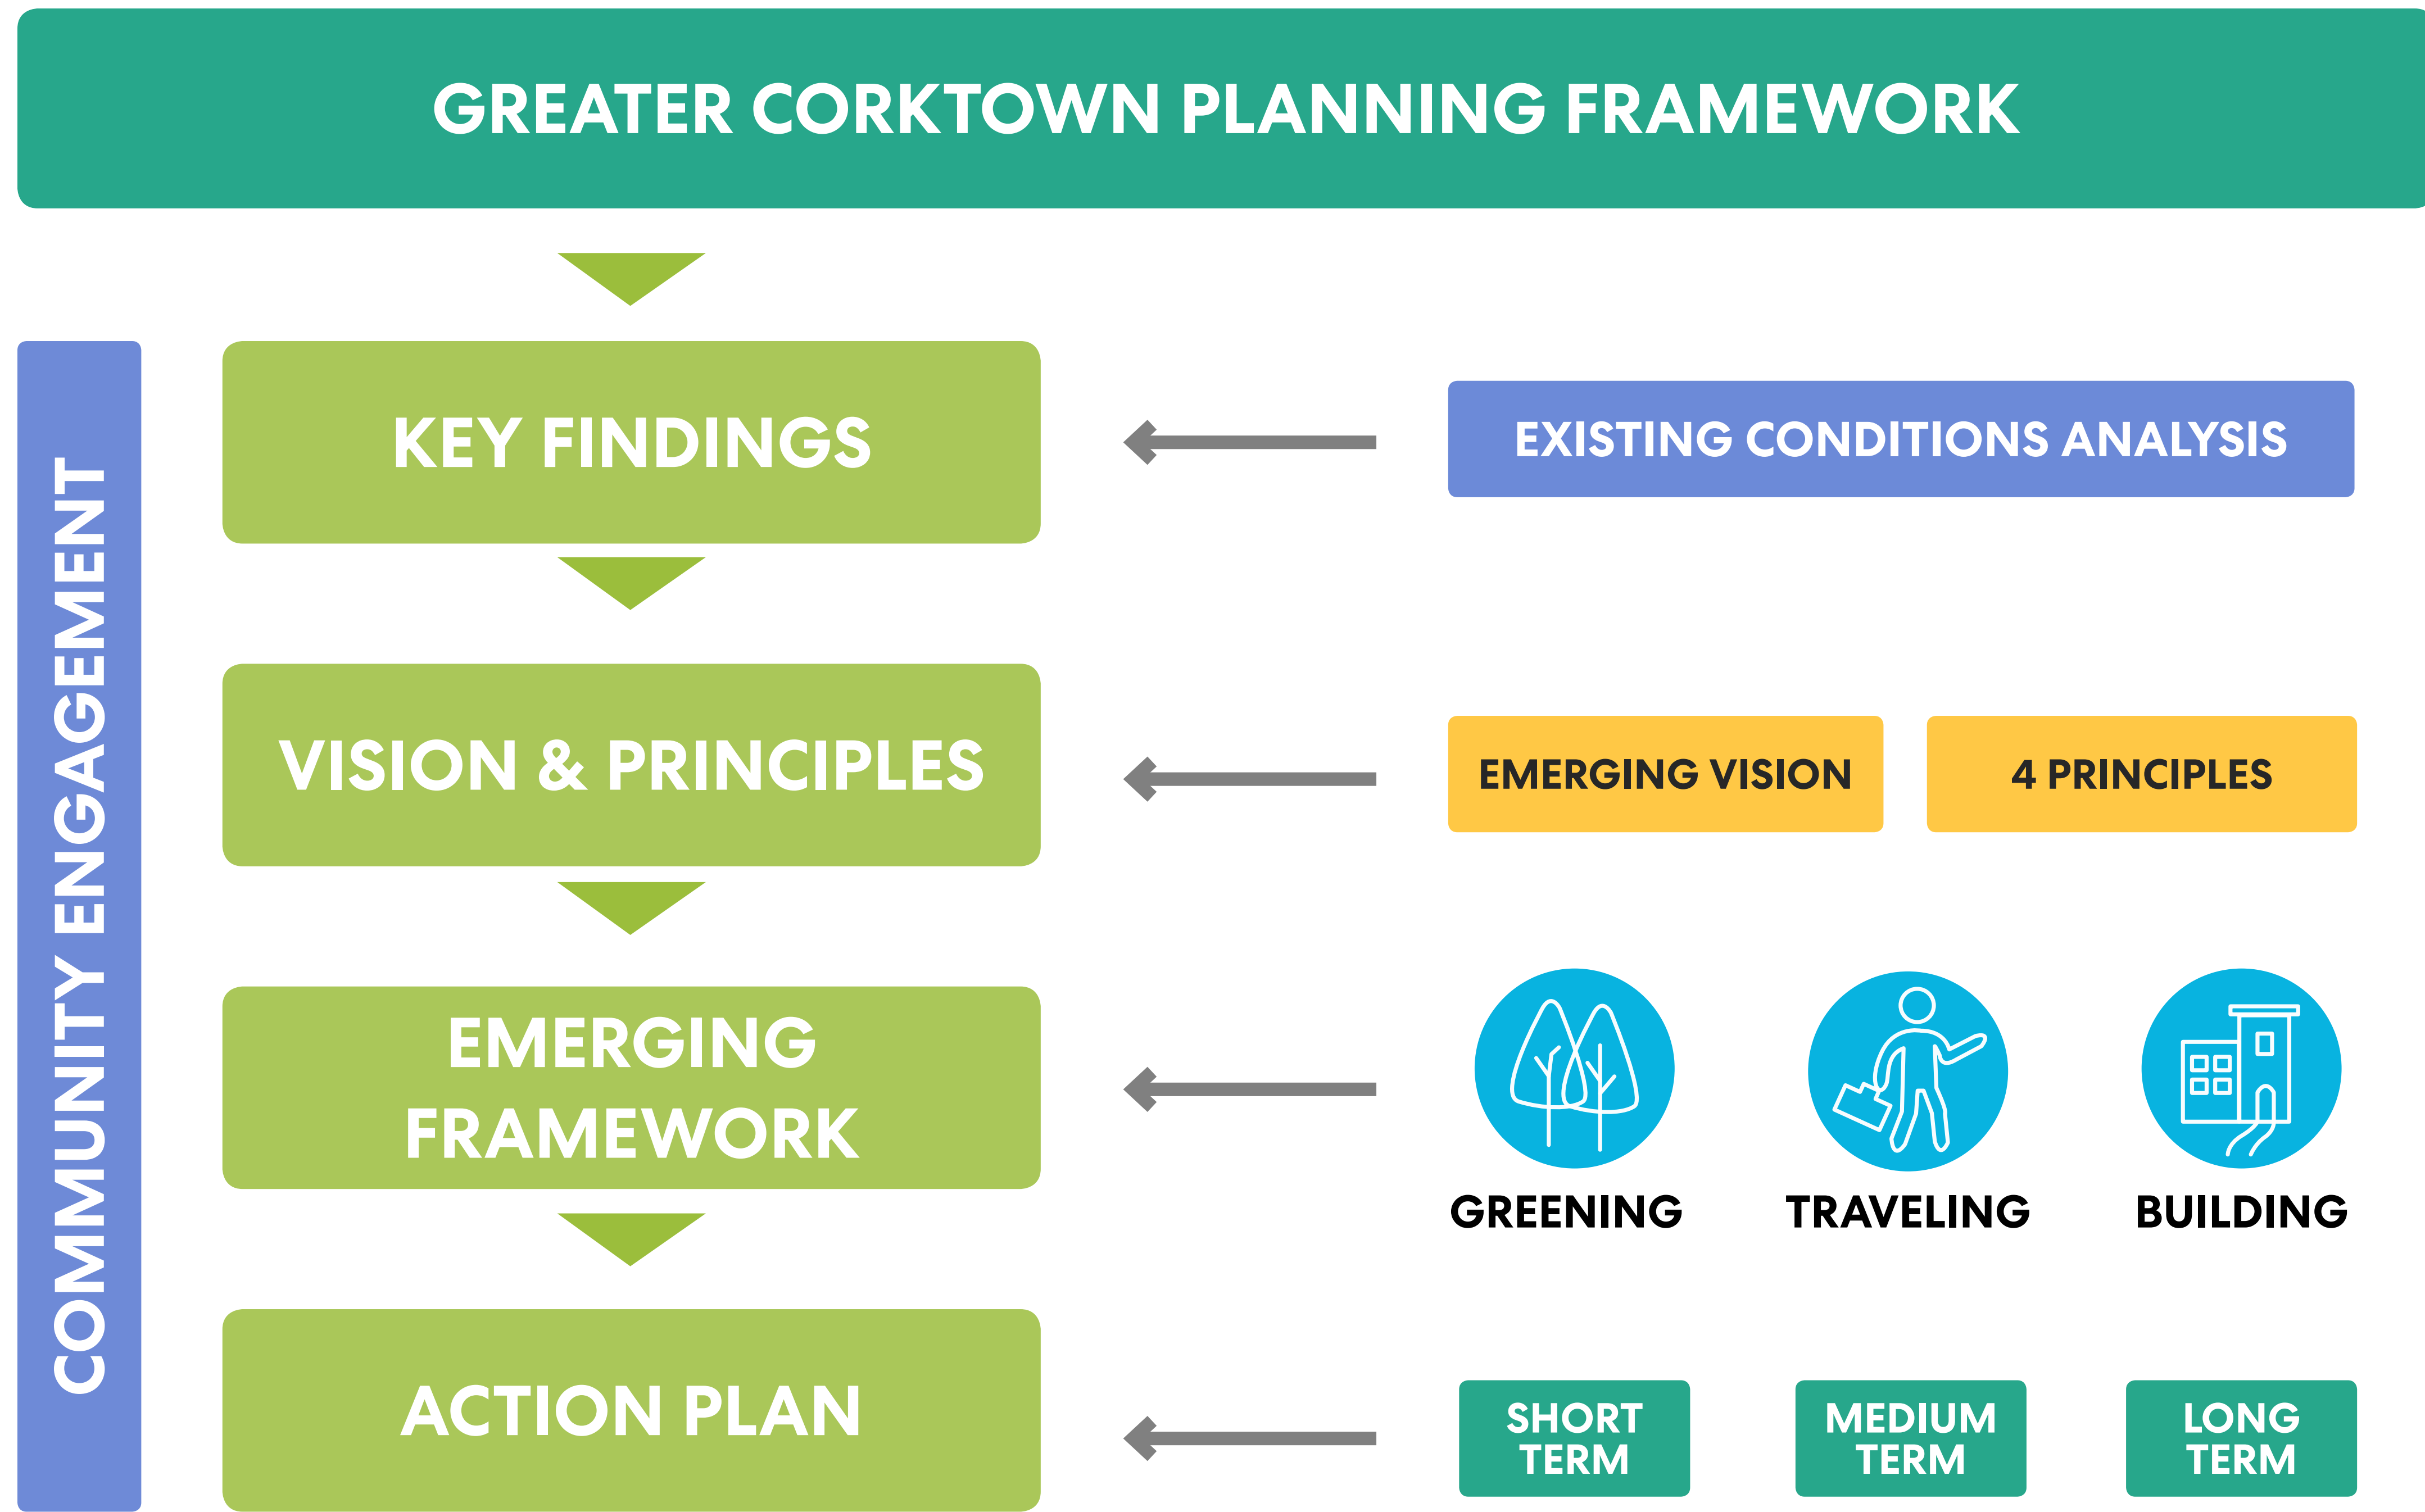 GREATER CORKTOWN PLANNING FRAMEWORK
COMMUNITY ENGAGEMENT
KEY FINDINGS
EXISTING CONDITIONS ANALYSIS
VISION & PRINCIPLES
EMERGING VISION
4 PRINCIPLES
EMERGING
FRAMEWORK
GREENING
TRAVELING
BUILDING
ACTION PLAN
SHORT
TERM
MEDIUM
TERM
LONG
TERM